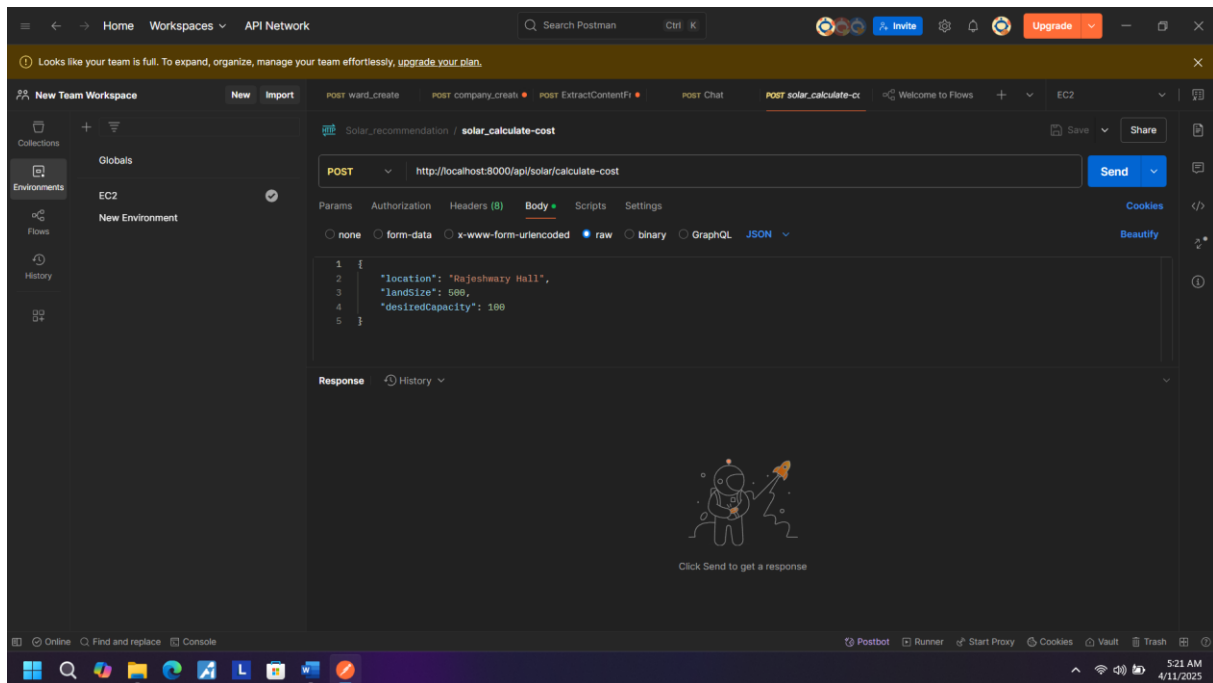 Home Workspaces API Network Search Postman Ctrl K Invite Upgrade
Looks like your team is full. To expand, organize, manage your team effortlessly, upgrade your plan.
New Team Workspace New Import
POST ward_create POST company_creat POST ExtractContentFr POST Chat POST solar_calculate-co Welcome to Flows EC2
Collections
Environments
Flows
History
Globals
EC2
New Environment
HTTP Solar_recommendation / solar_calculate-cost Save Share
POST http://localhost:8000/api/solar/calculate-cost Send
Params Authorization Headers (8) Body Scripts Settings Cookies
none form-data x-www-form-urlencoded raw binary GraphQL JSON Beautify
1 {
2 "location": "Rajeshwary Hall",
3 "landSize": 500,
4 "desiredCapacity": 100
5 }
Response History
Click Send to get a response
Online Find and replace Console Postbot Runner Start Proxy Cookies Vault Trash
L W
5:21 AM
4/11/2025